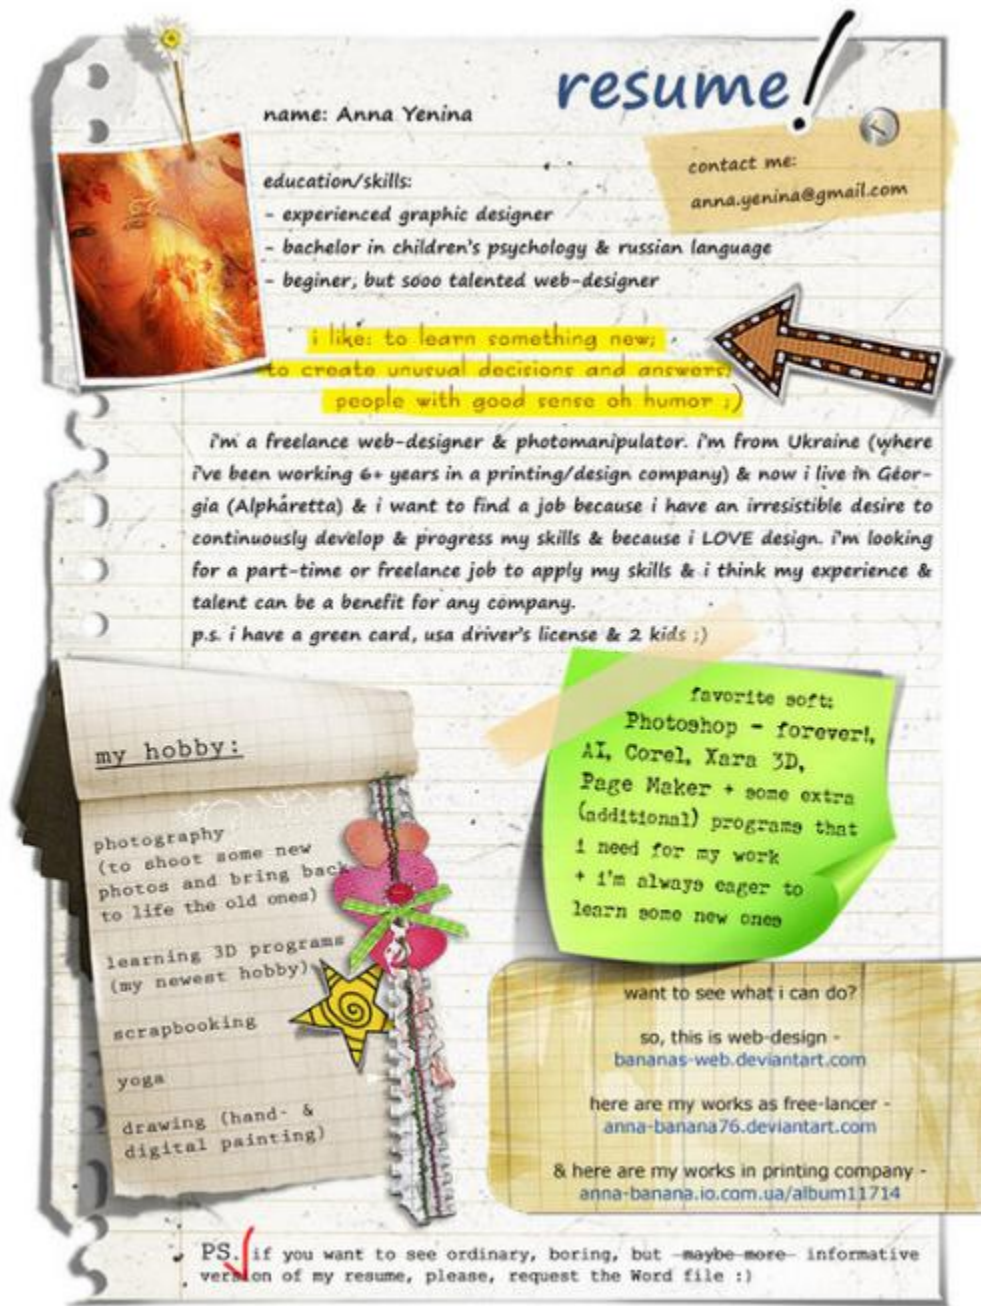 resume!
name: Anna Yenina
contact me:
anna.yenina@gmail.com
education/skills:
- experienced graphic designer
- bachelor in children's psychology & russian language
- beginer, but sooo talented web-designer
i like: to learn something new;
to create unusual decisions and answers;
people with good sense oh humor ;)
i'm a freelance web-designer & photomanipulator. i'm from Ukraine (where
i've been working 6+ years in a printing/design company) & now i live in Geor-
gia (Alpharetta) & i want to find a job because i have an irresistible desire to
continuously develop & progress my skills & because i LOVE design. i'm looking
for a part-time or freelance job to apply my skills & i think my experience &
talent can be a benefit for any company.
p.s. i have a green card, usa driver's license & 2 kids ;)
my hobby:
photography
(to shoot some new
photos and bring back
to life the old ones)
learning 3D programs
(my newest hobby)
scrapbooking
yoga
drawing (hand- &
digital painting)
favorite soft:
Photoshop - forever!,
AI, Corel, Xara 3D,
Page Maker + some extra
(additional) programs that
i need for my work
+ i'm always eager to
learn some new ones
want to see what i can do?
so, this is web-design -
bananas-web.deviantart.com
here are my works as free-lancer -
anna-banana76.deviantart.com
& here are my works in printing company -
anna-banana.io.com.ua/album11714
PS. if you want to see ordinary, boring, but maybe more informative
version of my resume, please, request the Word file :)